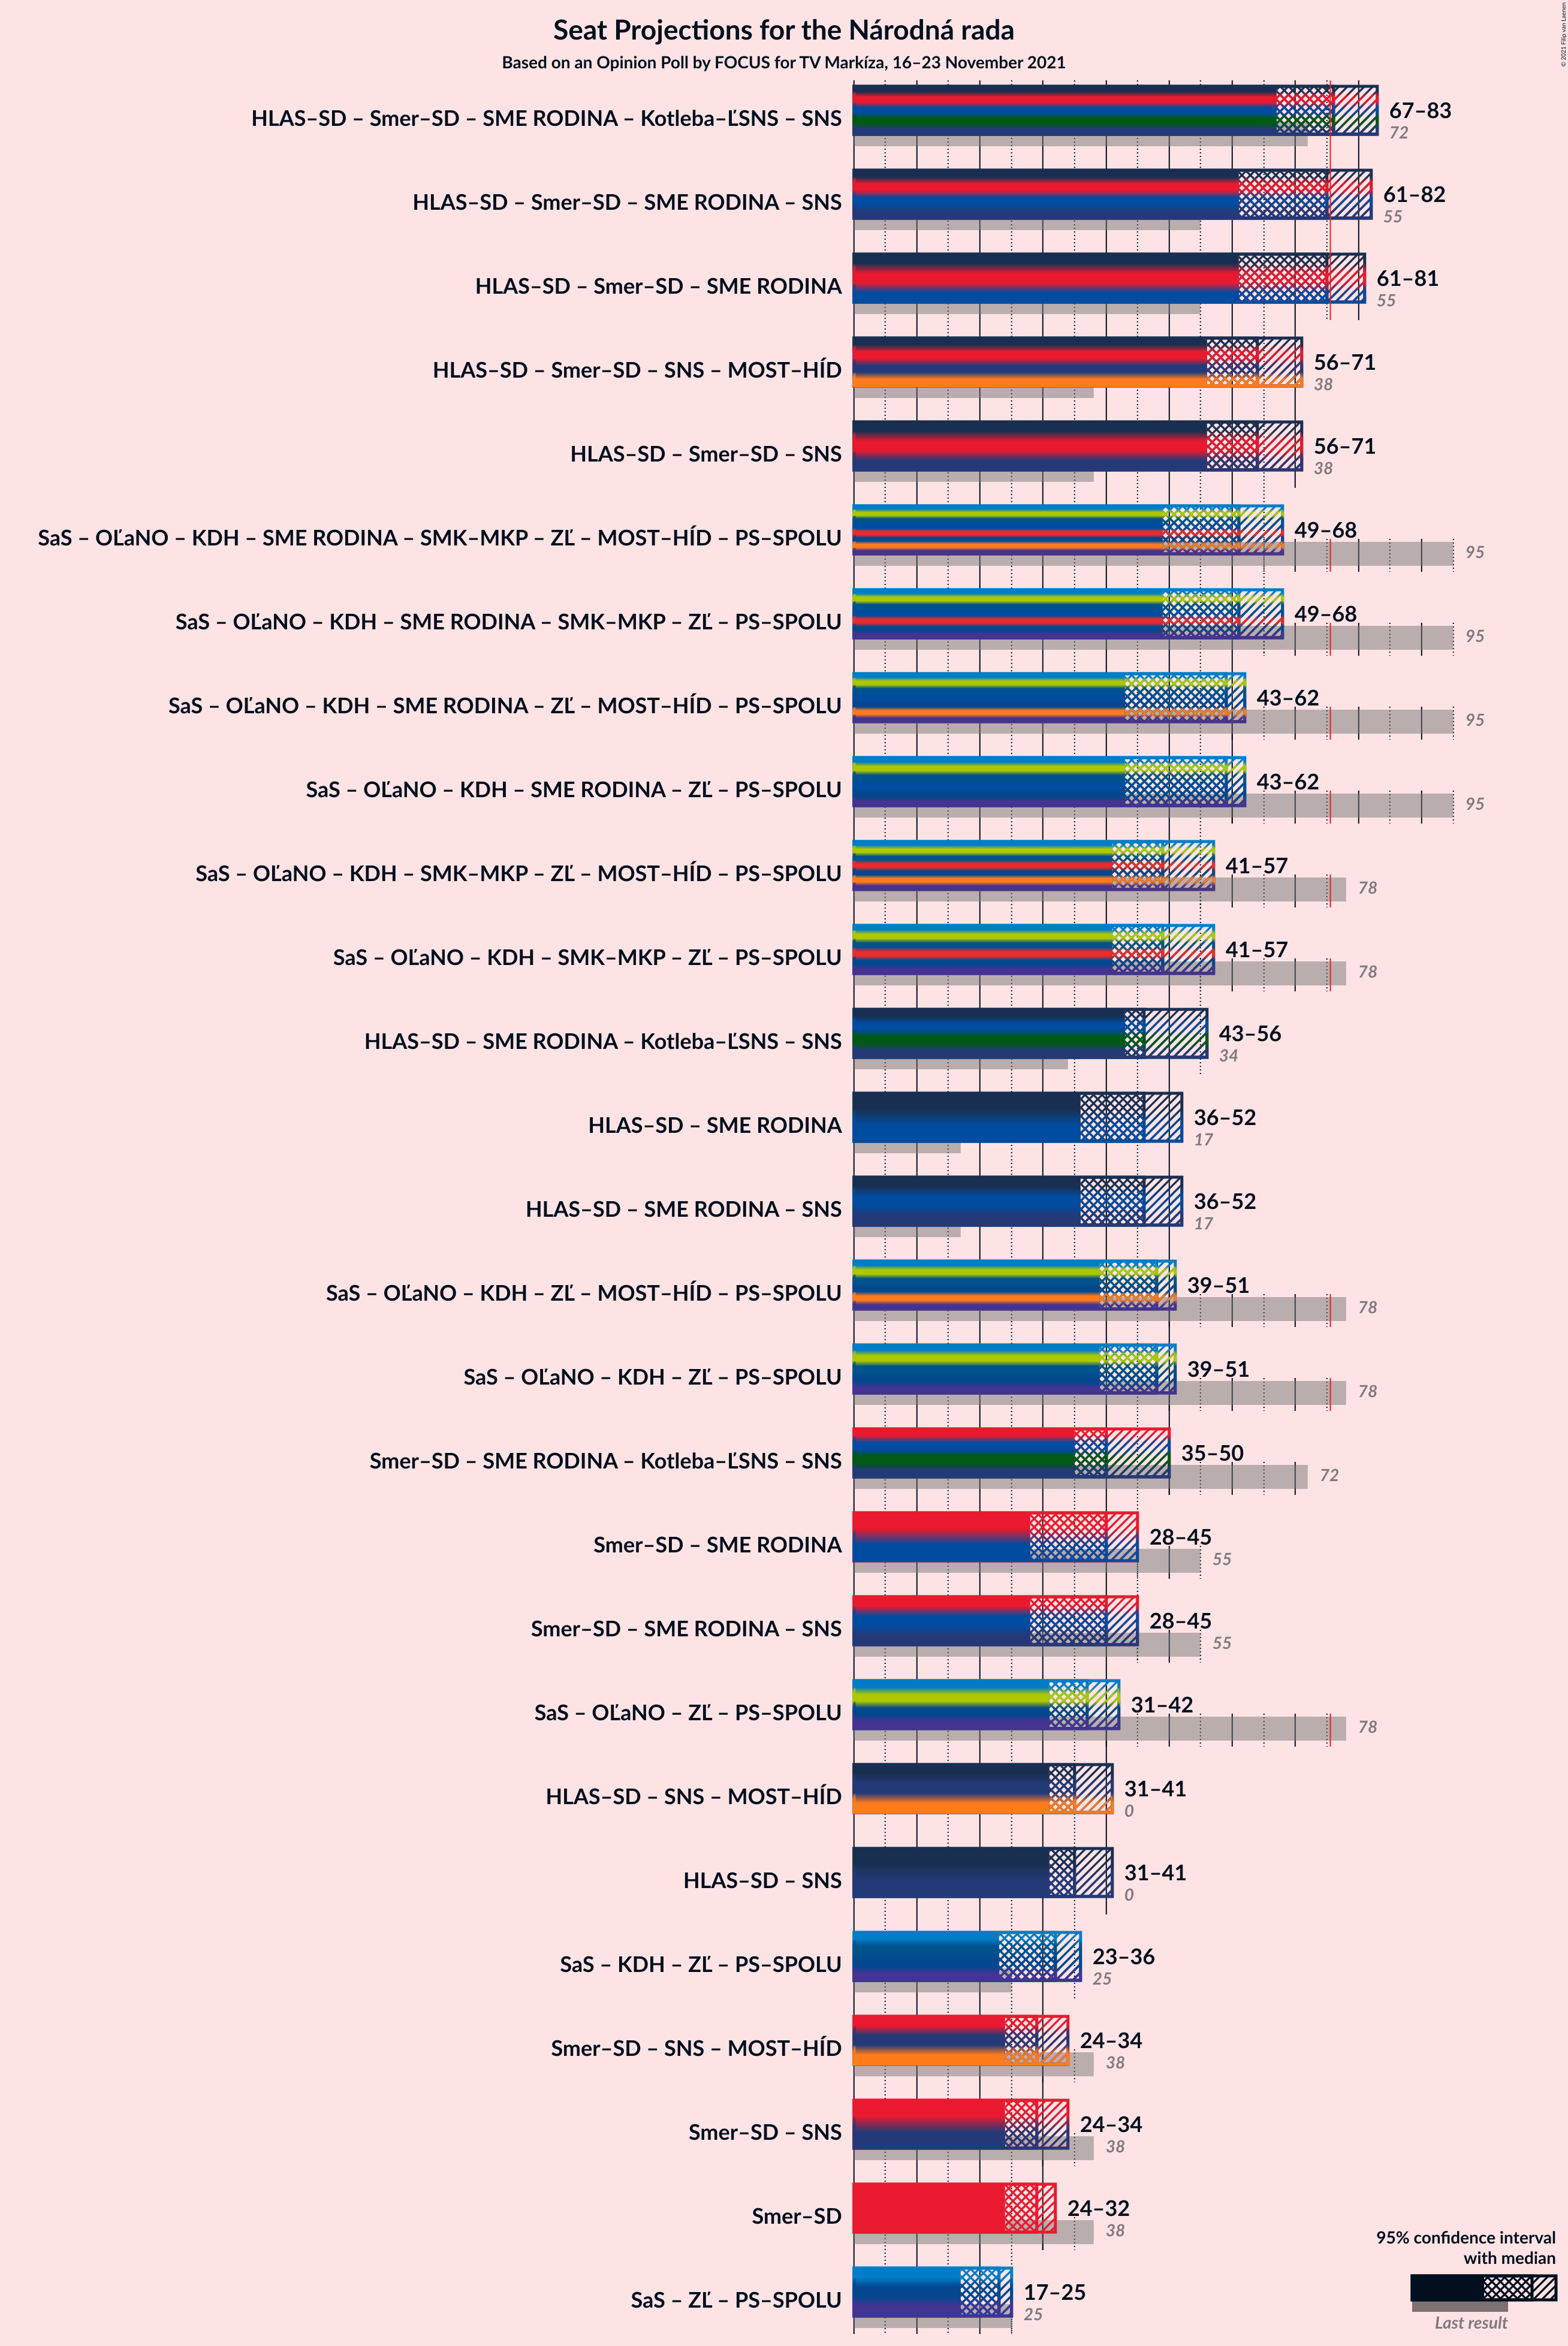 Seat Projections for the Národná rada
Based on an Opinion Poll by FOCUS for TV Markíza, 16–23 November 2021
© 2021 Filip van Laenen
HLAS–SD – Smer–SD – SME RODINA – Kotleba–ĽSNS – SNS
67–83
72
HLAS–SD – Smer–SD – SME RODINA – SNS
61–82
55
HLAS–SD – Smer–SD – SME RODINA
61–81
55
HLAS–SD – Smer–SD – SNS – MOST–HÍD
56–71
38
HLAS–SD – Smer–SD – SNS
56–71
38
SaS – OĽaNO – KDH – SME RODINA – SMK–MKP – ZĽ – MOST–HÍD – PS–SPOLU
49–68
95
SaS – OĽaNO – KDH – SME RODINA – SMK–MKP – ZĽ – PS–SPOLU
49–68
95
SaS – OĽaNO – KDH – SME RODINA – ZĽ – MOST–HÍD – PS–SPOLU
43–62
95
SaS – OĽaNO – KDH – SME RODINA – ZĽ – PS–SPOLU
43–62
95
SaS – OĽaNO – KDH – SMK–MKP – ZĽ – MOST–HÍD – PS–SPOLU
41–57
78
SaS – OĽaNO – KDH – SMK–MKP – ZĽ – PS–SPOLU
41–57
78
HLAS–SD – SME RODINA – Kotleba–ĽSNS – SNS
43–56
34
HLAS–SD – SME RODINA
36–52
17
HLAS–SD – SME RODINA – SNS
36–52
17
SaS – OĽaNO – KDH – ZĽ – MOST–HÍD – PS–SPOLU
39–51
78
SaS – OĽaNO – KDH – ZĽ – PS–SPOLU
39–51
78
Smer–SD – SME RODINA – Kotleba–ĽSNS – SNS
35–50
72
Smer–SD – SME RODINA
28–45
55
Smer–SD – SME RODINA – SNS
28–45
55
SaS – OĽaNO – ZĽ – PS–SPOLU
31–42
78
HLAS–SD – SNS – MOST–HÍD
31–41
0
HLAS–SD – SNS
31–41
0
SaS – KDH – ZĽ – PS–SPOLU
23–36
25
Smer–SD – SNS – MOST–HÍD
24–34
38
Smer–SD – SNS
24–34
38
Smer–SD
24–32
38
SaS – ZĽ – PS–SPOLU
17–25
25
95% confidence interval
with median
Last result